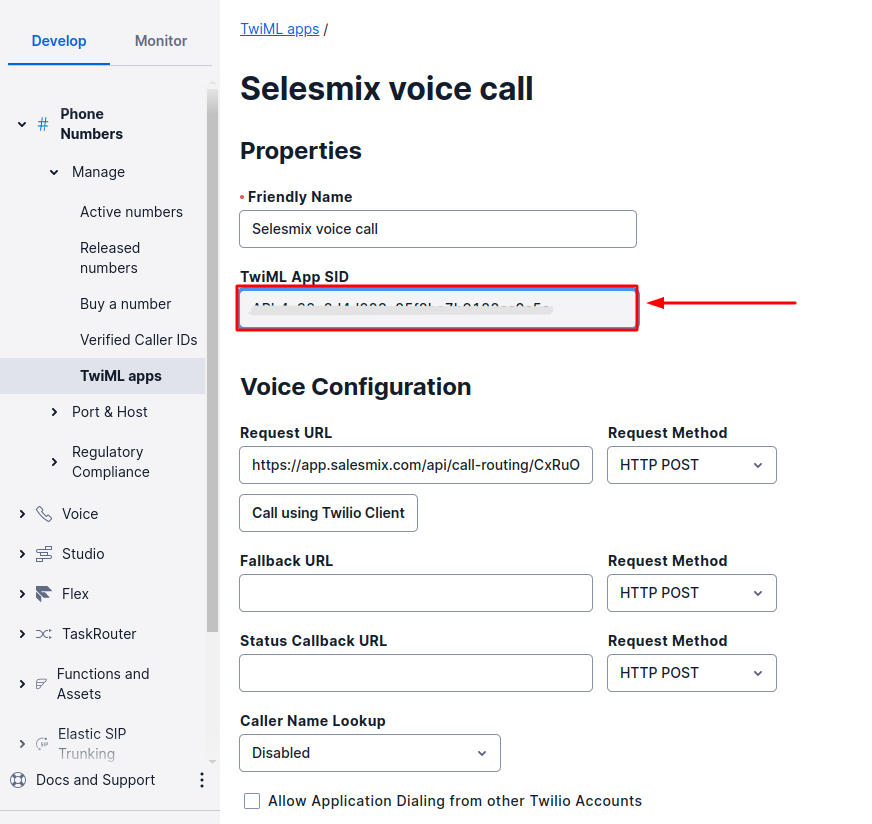 Develop
Monitor
Phone
Numbers
Manage
Active numbers
Released
numbers
Buy a number
Verified Caller IDs
TwiML apps
Port & Host
Regulatory
Compliance
Voice
Studio
Flex
TaskRouter
Functions and
Assets
Elastic SIP
Trunking
Docs and Support
TwiML apps /
Selesmix voice call
Properties
• Friendly Name
Selesmix voice call
TwiML App SID
Voice Configuration
Request URL
Request Method
https://app.salesmix.com/api/call-routing/CxRuO
HTTP POST
Call using Twilio Client
Fallback URL
Request Method
HTTP POST
Status Callback URL
Request Method
HTTP POST
Caller Name Lookup
Disabled
Allow Application Dialing from other Twilio Accounts